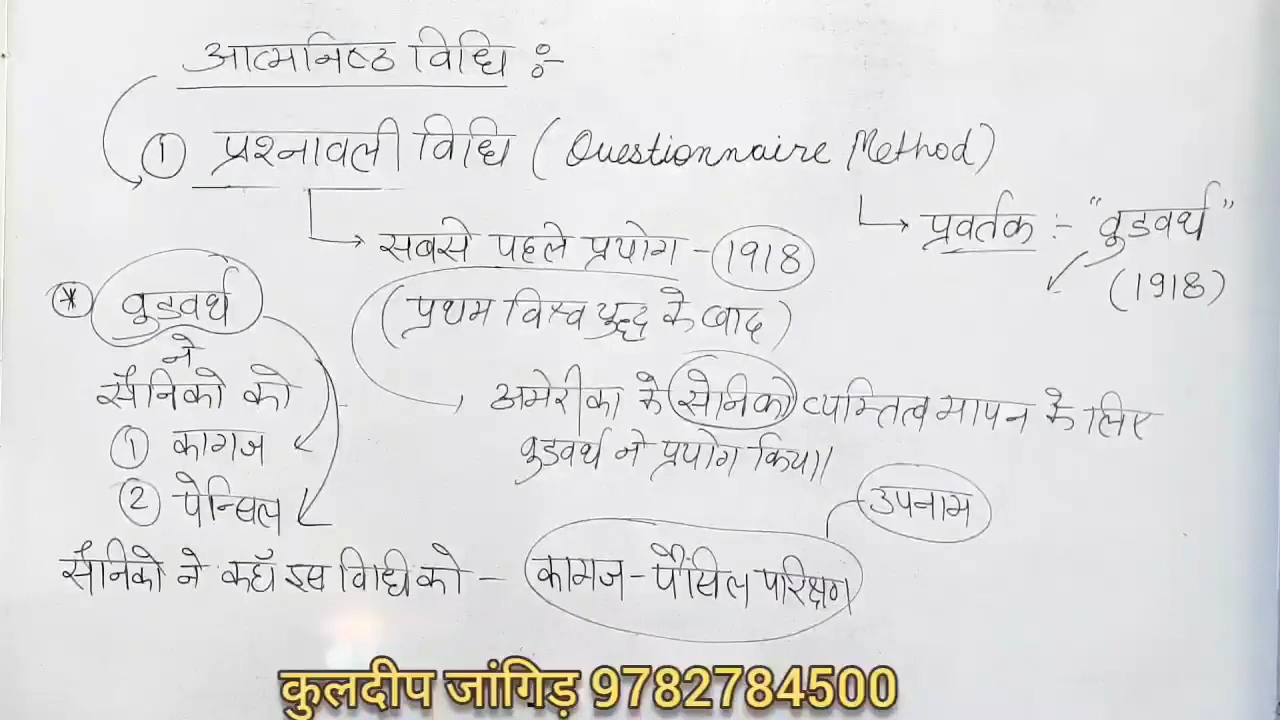 आत्मनिष्ठ विधि :-
① प्रश्नावली विधि (Questionnaire Method)
सबसे पहले प्रयोग - 1918
(प्रथम विश्व युद्ध के बाद)
प्रवर्तक :- "वुडवर्थ"
(1918)
अमेरीका के सैनिको व्यक्तित्व मापन के लिए
वुडवर्थ ने प्रयोग किया।
* वुडवर्थ
ने
सैनिको को
① कागज
② पेन्सिल
सैनिको ने कहाँ इस विधि को - कागज-पैंसिल परिक्षण
उपनाम
कुलदीप जांगिड़ 9782784500